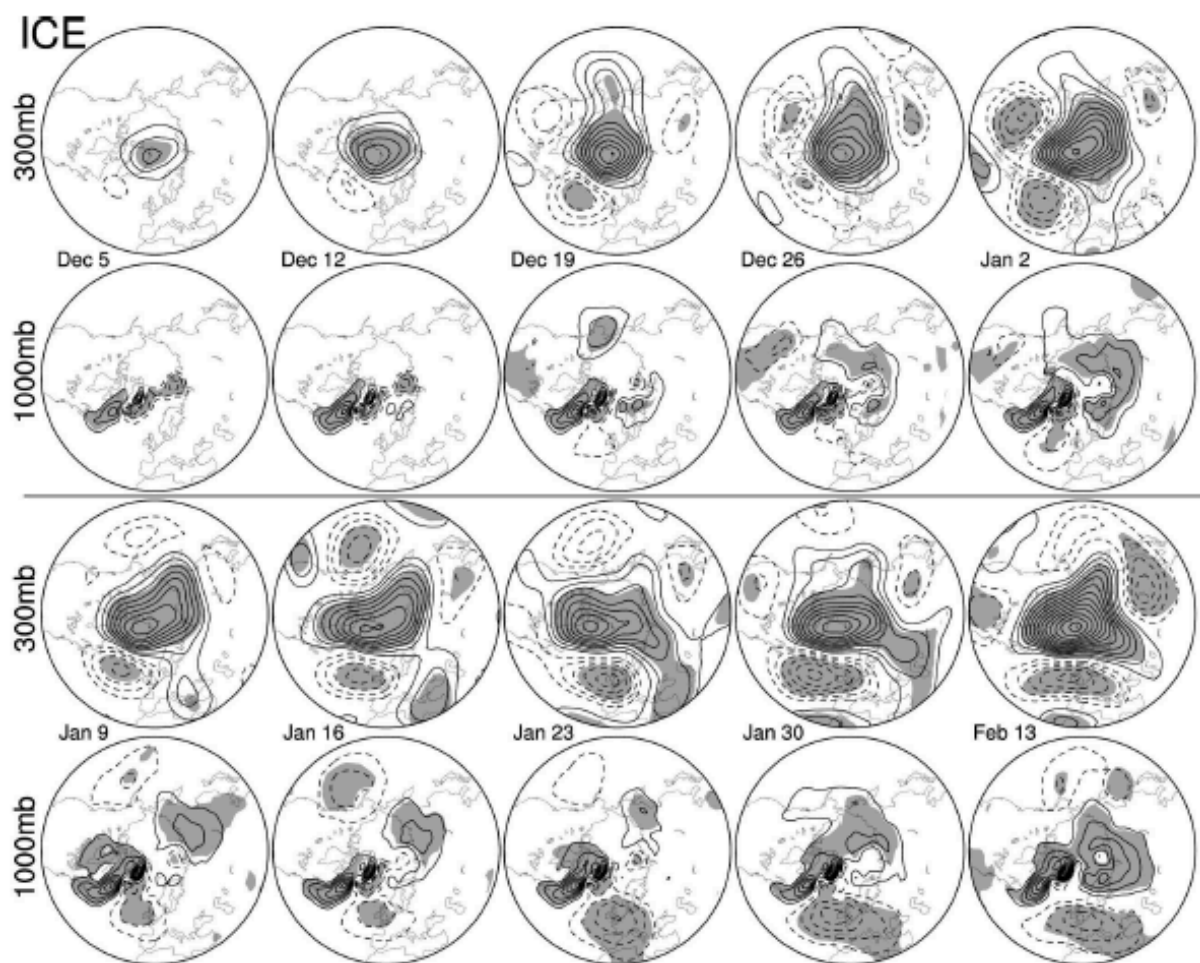 ICE
300mb
Dec 5 Dec 12 Dec 19 Dec 26 Jan 2
1000mb
300mb
Jan 9 Jan 16 Jan 23 Jan 30 Feb 13
1000mb